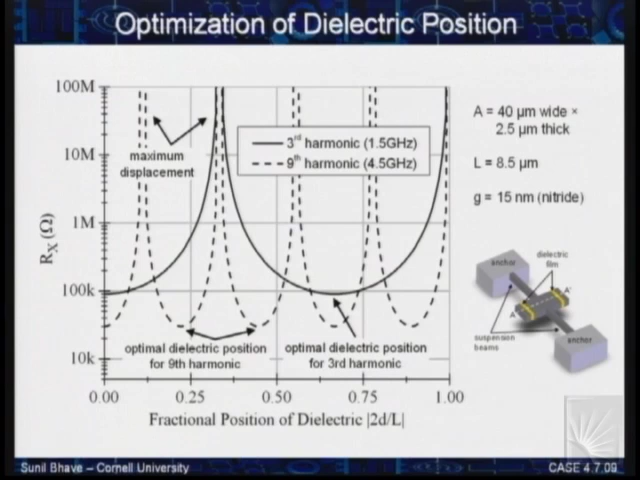 Optimization of Dielectric Position
100M
10M
1M
100k
10k
R_X (Ω)
maximum
displacement
3rd harmonic (1.5GHz)
9th harmonic (4.5GHz)
optimal dielectric position
for 9th harmonic
optimal dielectric position
for 3rd harmonic
0.00 0.25 0.50 0.75 1.00
Fractional Position of Dielectric |2d/L|
A = 40 µm wide ×
2.5 µm thick
L = 8.5 µm
g = 15 nm (nitride)
dielectric
film
anchor
A'
A
suspension
beams
anchor
Sunil Bhave – Cornell University
CASE 4.7.09